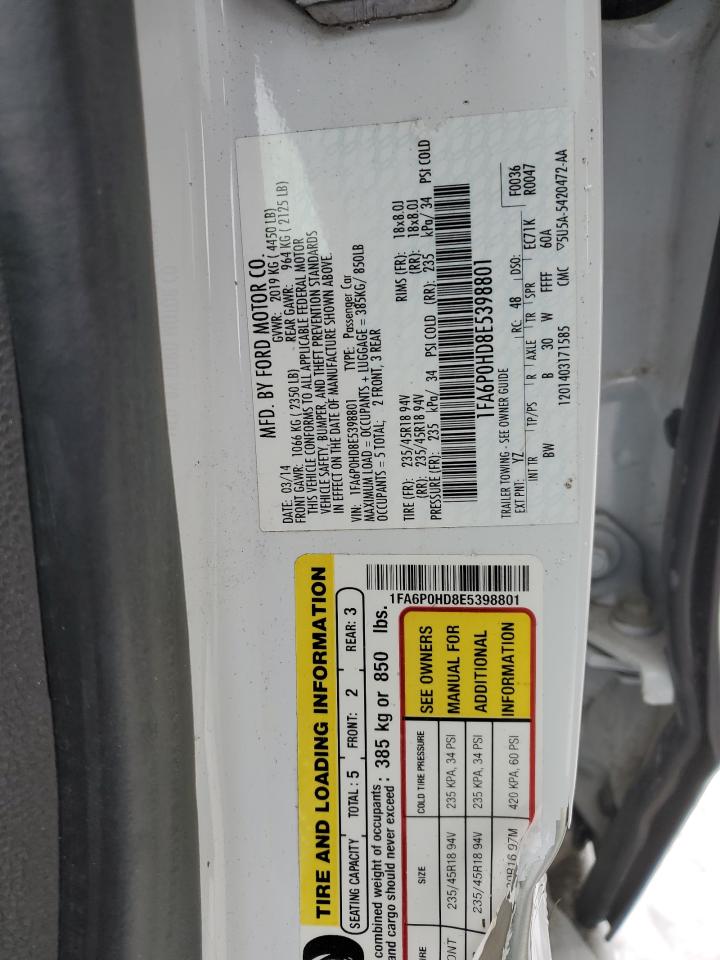 MFD. BY FORD MOTOR CO.
DATE: 03/14 GVWR: 2019 KG ( 4450 LB)
FRONT GAWR: 1066 KG ( 2350 LB) REAR GAWR: 964 KG ( 2125 LB)
THIS VEHICLE CONFORMS TO ALL APPLICABLE FEDERAL MOTOR
VEHICLE SAFETY, BUMPER, AND THEFT PREVENTION STANDARDS
IN EFFECT ON THE DATE OF MANUFACTURE SHOWN ABOVE.
VIN: 1FA6P0HD8E5398801 TYPE: Passenger Car
MAXIMUM LOAD = OCCUPANTS + LUGGAGE = 385KG/ 850LB
OCCUPANTS = 5 TOTAL; 2 FRONT, 3 REAR
TIRE (FR): 235/45R18 94V RIMS (FR): 18x8.0J
(RR): 235/45R18 94V (RR): 18x8.0J
PRESSURE (FR): 235 kPa/ 34 PSI COLD (RR): 235 kPa/ 34 PSI COLD
1FA6P0HD8E5398801
TRAILER TOWING - SEE OWNER GUIDE
EXT PNT: YZ RC: 48 DSO: EC71K F0036
R0047
INT TR TP/PS R AXLE TR SPR
BW B 30 W FFFF 60A
1201403171585 CMC ▽5U5A-5420472-AA
TIRE AND LOADING INFORMATION
SEATING CAPACITY TOTAL: 5 FRONT: 2 REAR: 3
combined weight of occupants : 385 kg or 850 lbs.
and cargo should never exceed :
1FA6P0HD8E5398801
SIZE COLD TIRE PRESSURE SEE OWNERS
235/45R18 94V 235 KPA, 34 PSI MANUAL FOR
235/45R18 94V 235 KPA, 34 PSI ADDITIONAL
97M 420 KPA, 60 PSI INFORMATION